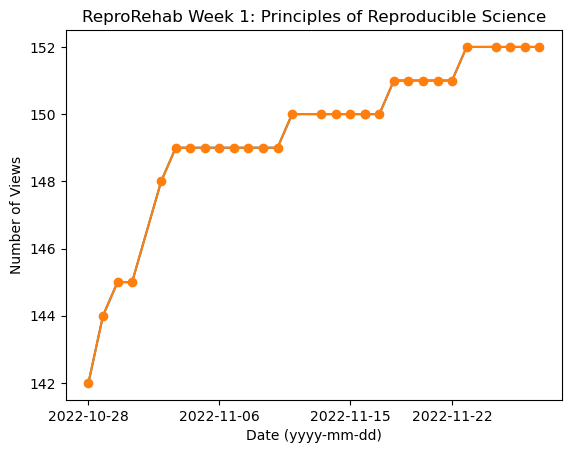 ReproRehab Week 1: Principles of Reproducible Science
152
150
148
146
144
142
Number of Views
2022-10-28 2022-11-06 2022-11-15 2022-11-22
Date (yyyy-mm-dd)